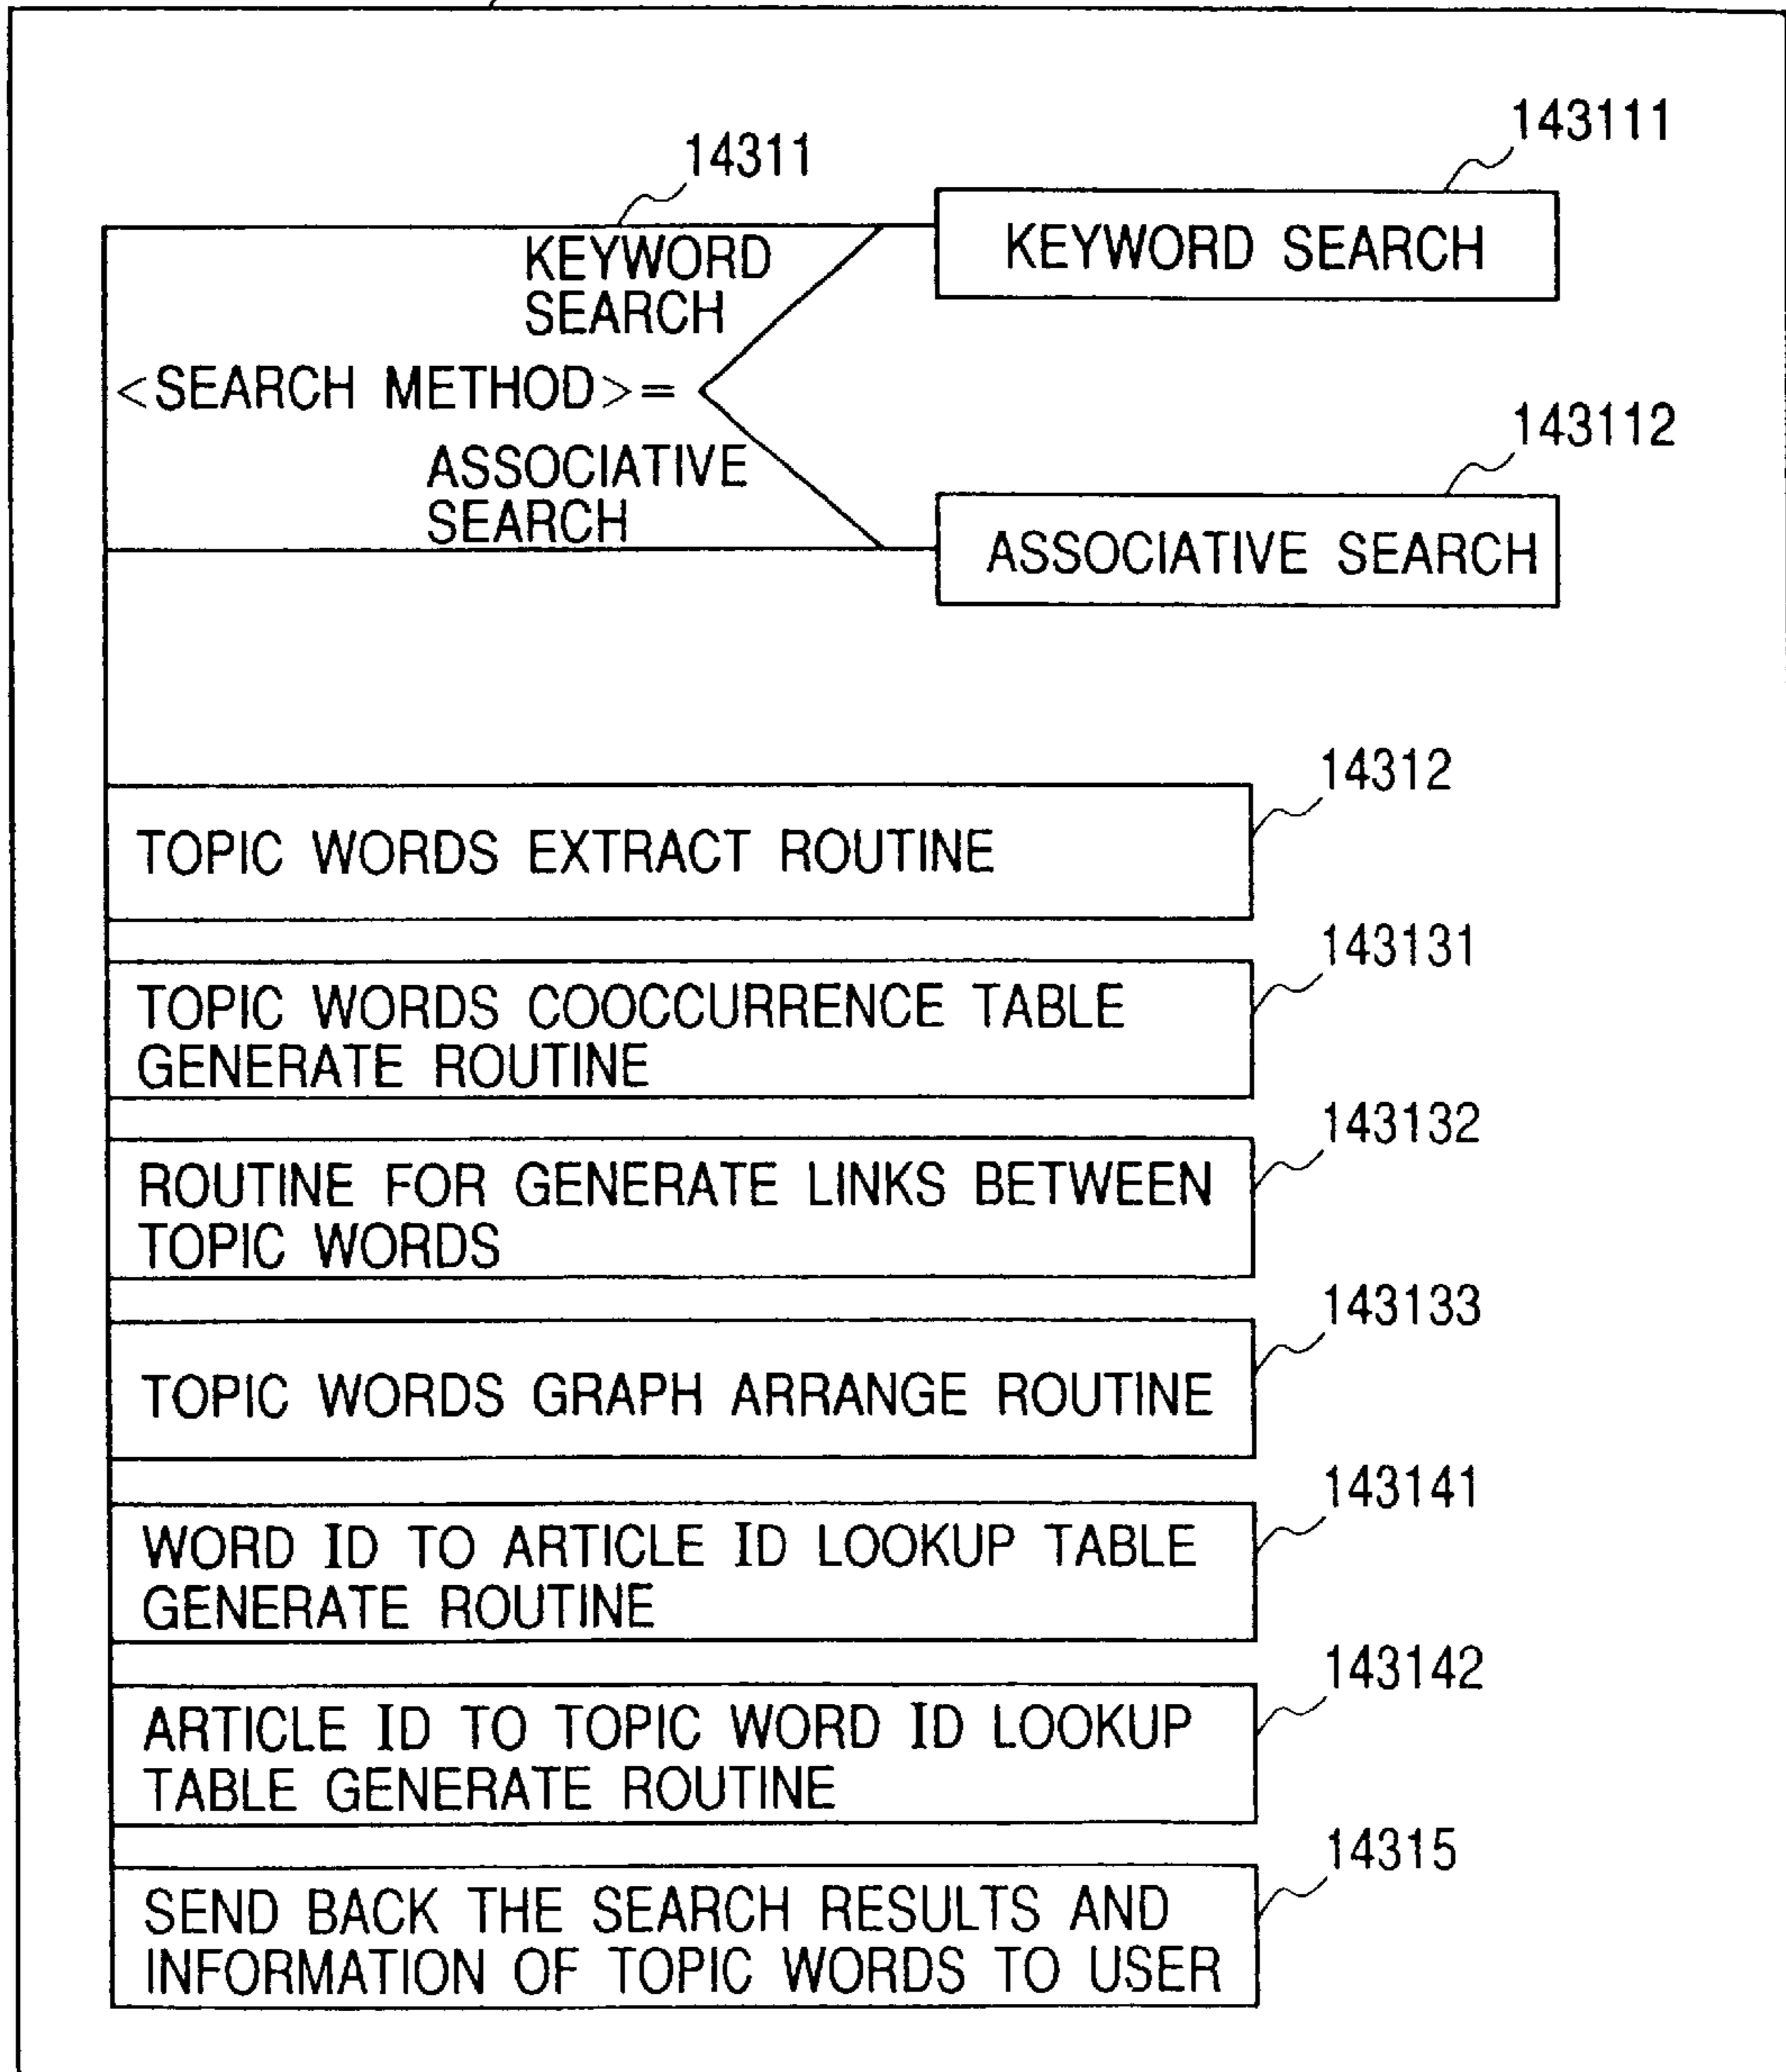 14311
143111
KEYWORD
SEARCH
KEYWORD SEARCH
<SEARCH METHOD>=
143112
ASSOCIATIVE
SEARCH
ASSOCIATIVE SEARCH
14312
TOPIC WORDS EXTRACT ROUTINE
143131
TOPIC WORDS COOCCURRENCE TABLE
GENERATE ROUTINE
143132
ROUTINE FOR GENERATE LINKS BETWEEN
TOPIC WORDS
143133
TOPIC WORDS GRAPH ARRANGE ROUTINE
143141
WORD ID TO ARTICLE ID LOOKUP TABLE
GENERATE ROUTINE
143142
ARTICLE ID TO TOPIC WORD ID LOOKUP
TABLE GENERATE ROUTINE
14315
SEND BACK THE SEARCH RESULTS AND
INFORMATION OF TOPIC WORDS TO USER